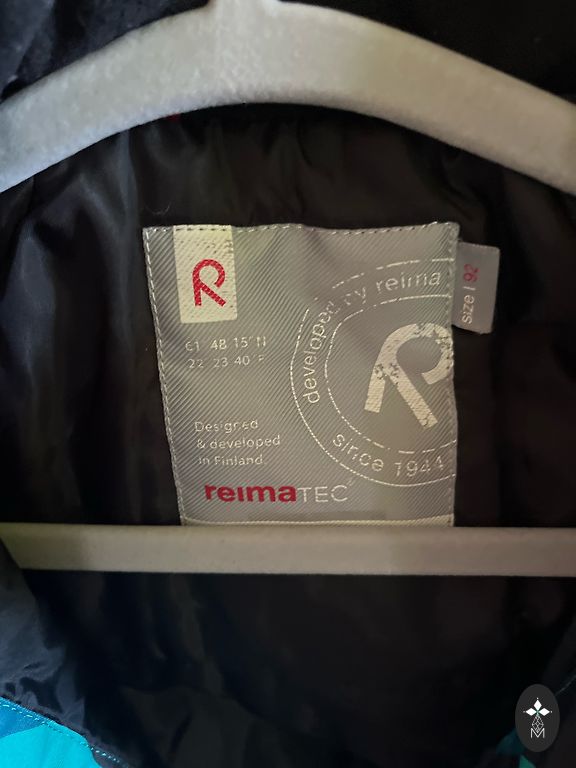 61 48 15"N
22 23 40"E
Designed
& developed
in Finland.
reimaTEC®
developed by reima
since 1944
size | 92